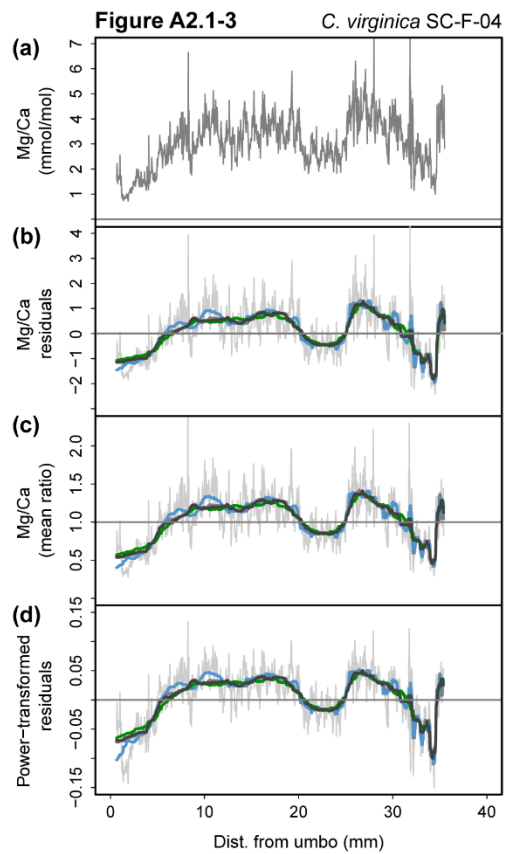 Figure A2.1-3 C. virginica SC-F-04
(a)
Mg/Ca
(mmol/mol)
7
6
5
4
3
2
1
(b)
Mg/Ca
residuals
4
3
2
1
0
−1
−2
(c)
Mg/Ca
(mean ratio)
2.0
1.5
1.0
0.5
(d)
Power−transformed
residuals
0.15
0.05
−0.05
−0.15
0 10 20 30 40
Dist. from umbo (mm)